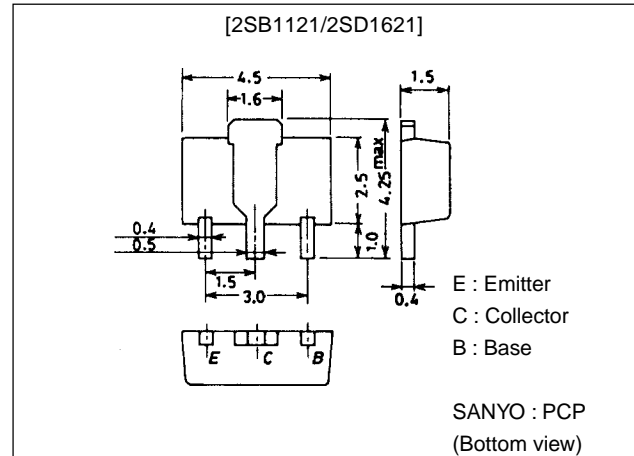 [2SB1121/2SD1621]
4.5
1.6
1.5
2.5
4.25max
1.0
0.4
0.5
1.5
3.0
0.4
E : Emitter
C : Collector
B : Base
E C B
SANYO : PCP
(Bottom view)